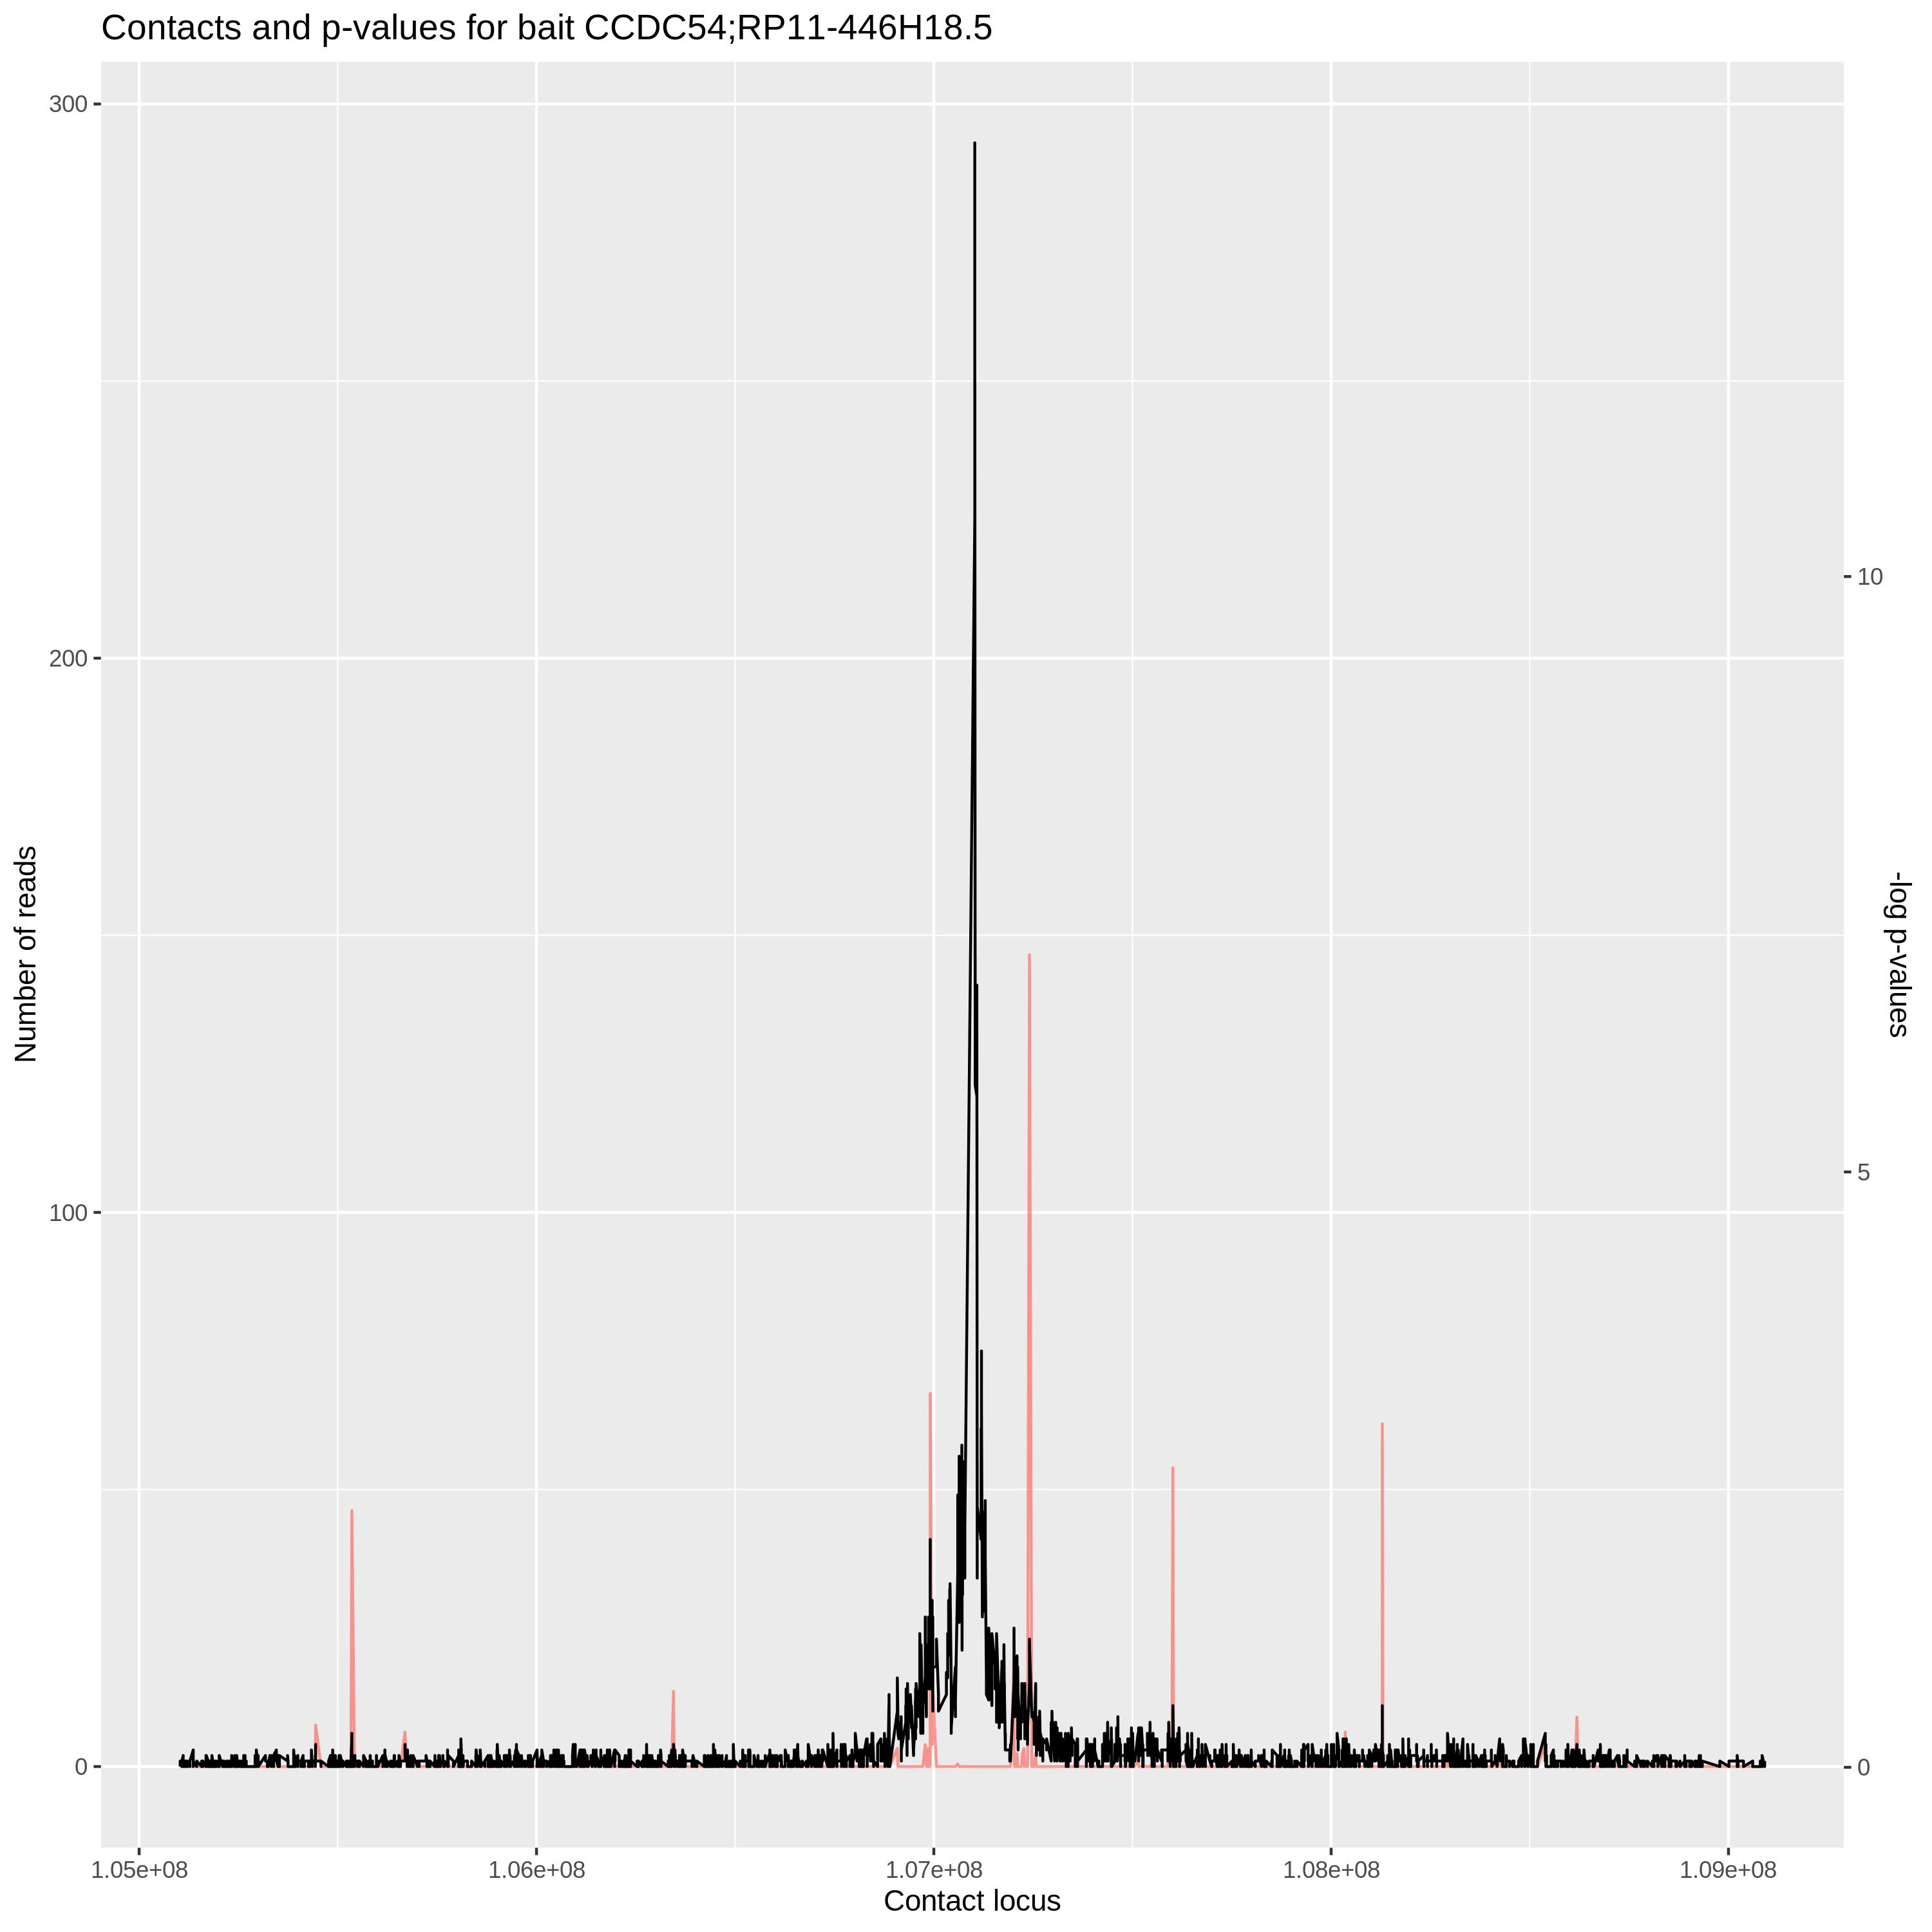 Contacts and p-values for bait CCDC54;RP11-446H18.5
Number of reads
300
200
100
0
10
5
0
-log p-values
1.05e+08 1.06e+08 1.07e+08 1.08e+08 1.09e+08
Contact locus